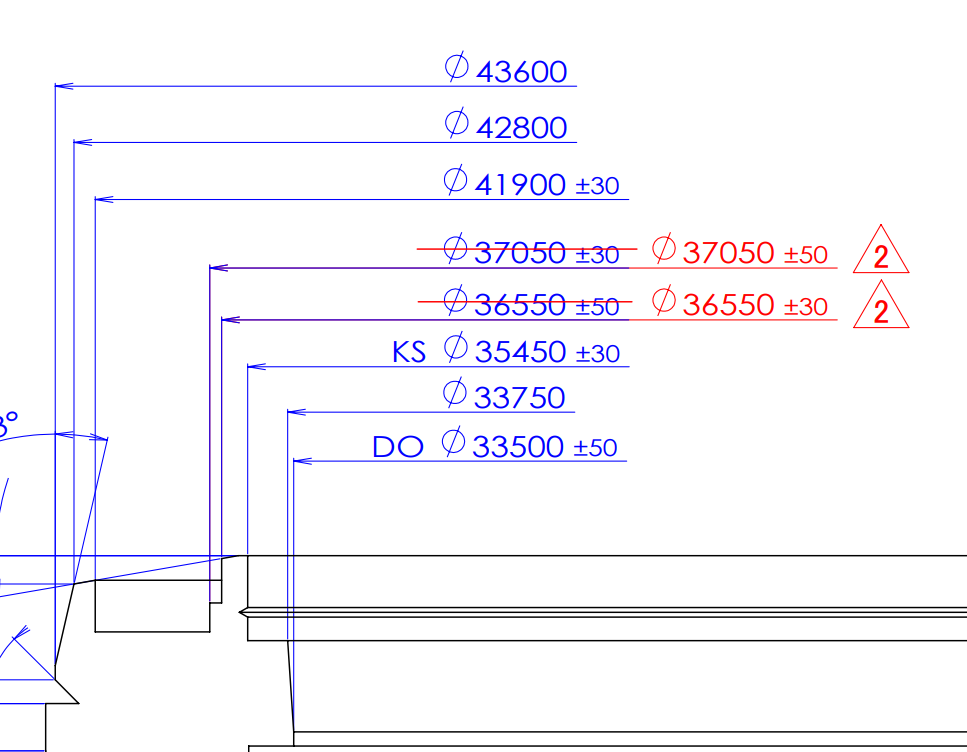 ⌀ 43600
⌀ 42800
⌀ 41900 ±30
⌀ 37050 ±30 ⌀ 37050 ±50 2
⌀ 36550 ±50 ⌀ 36550 ±30 2
KS ⌀ 35450 ±30
⌀ 33750
DO ⌀ 33500 ±50